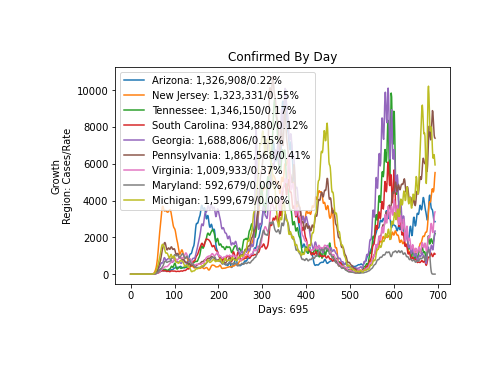 Confirmed By Day
Growth
Region: Cases/Rate
10000
8000
6000
4000
2000
0
Arizona: 1,326,908/0.22%
New Jersey: 1,323,331/0.55%
Tennessee: 1,346,150/0.17%
South Carolina: 934,880/0.12%
Georgia: 1,688,806/0.15%
Pennsylvania: 1,865,568/0.41%
Virginia: 1,009,933/0.37%
Maryland: 592,679/0.00%
Michigan: 1,599,679/0.00%
0 100 200 300 400 500 600 700
Days: 695